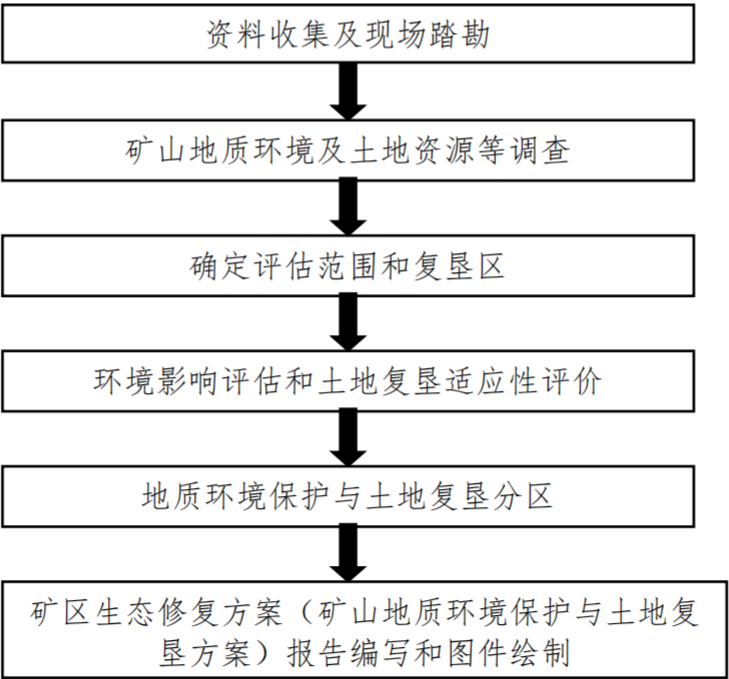 资料收集及现场踏勘
矿山地质环境及土地资源等调查
确定评估范围和复垦区
环境影响评估和土地复垦适应性评价
地质环境保护与土地复垦分区
矿区生态修复方案（矿山地质环境保护与土地复
垦方案）报告编写和图件绘制